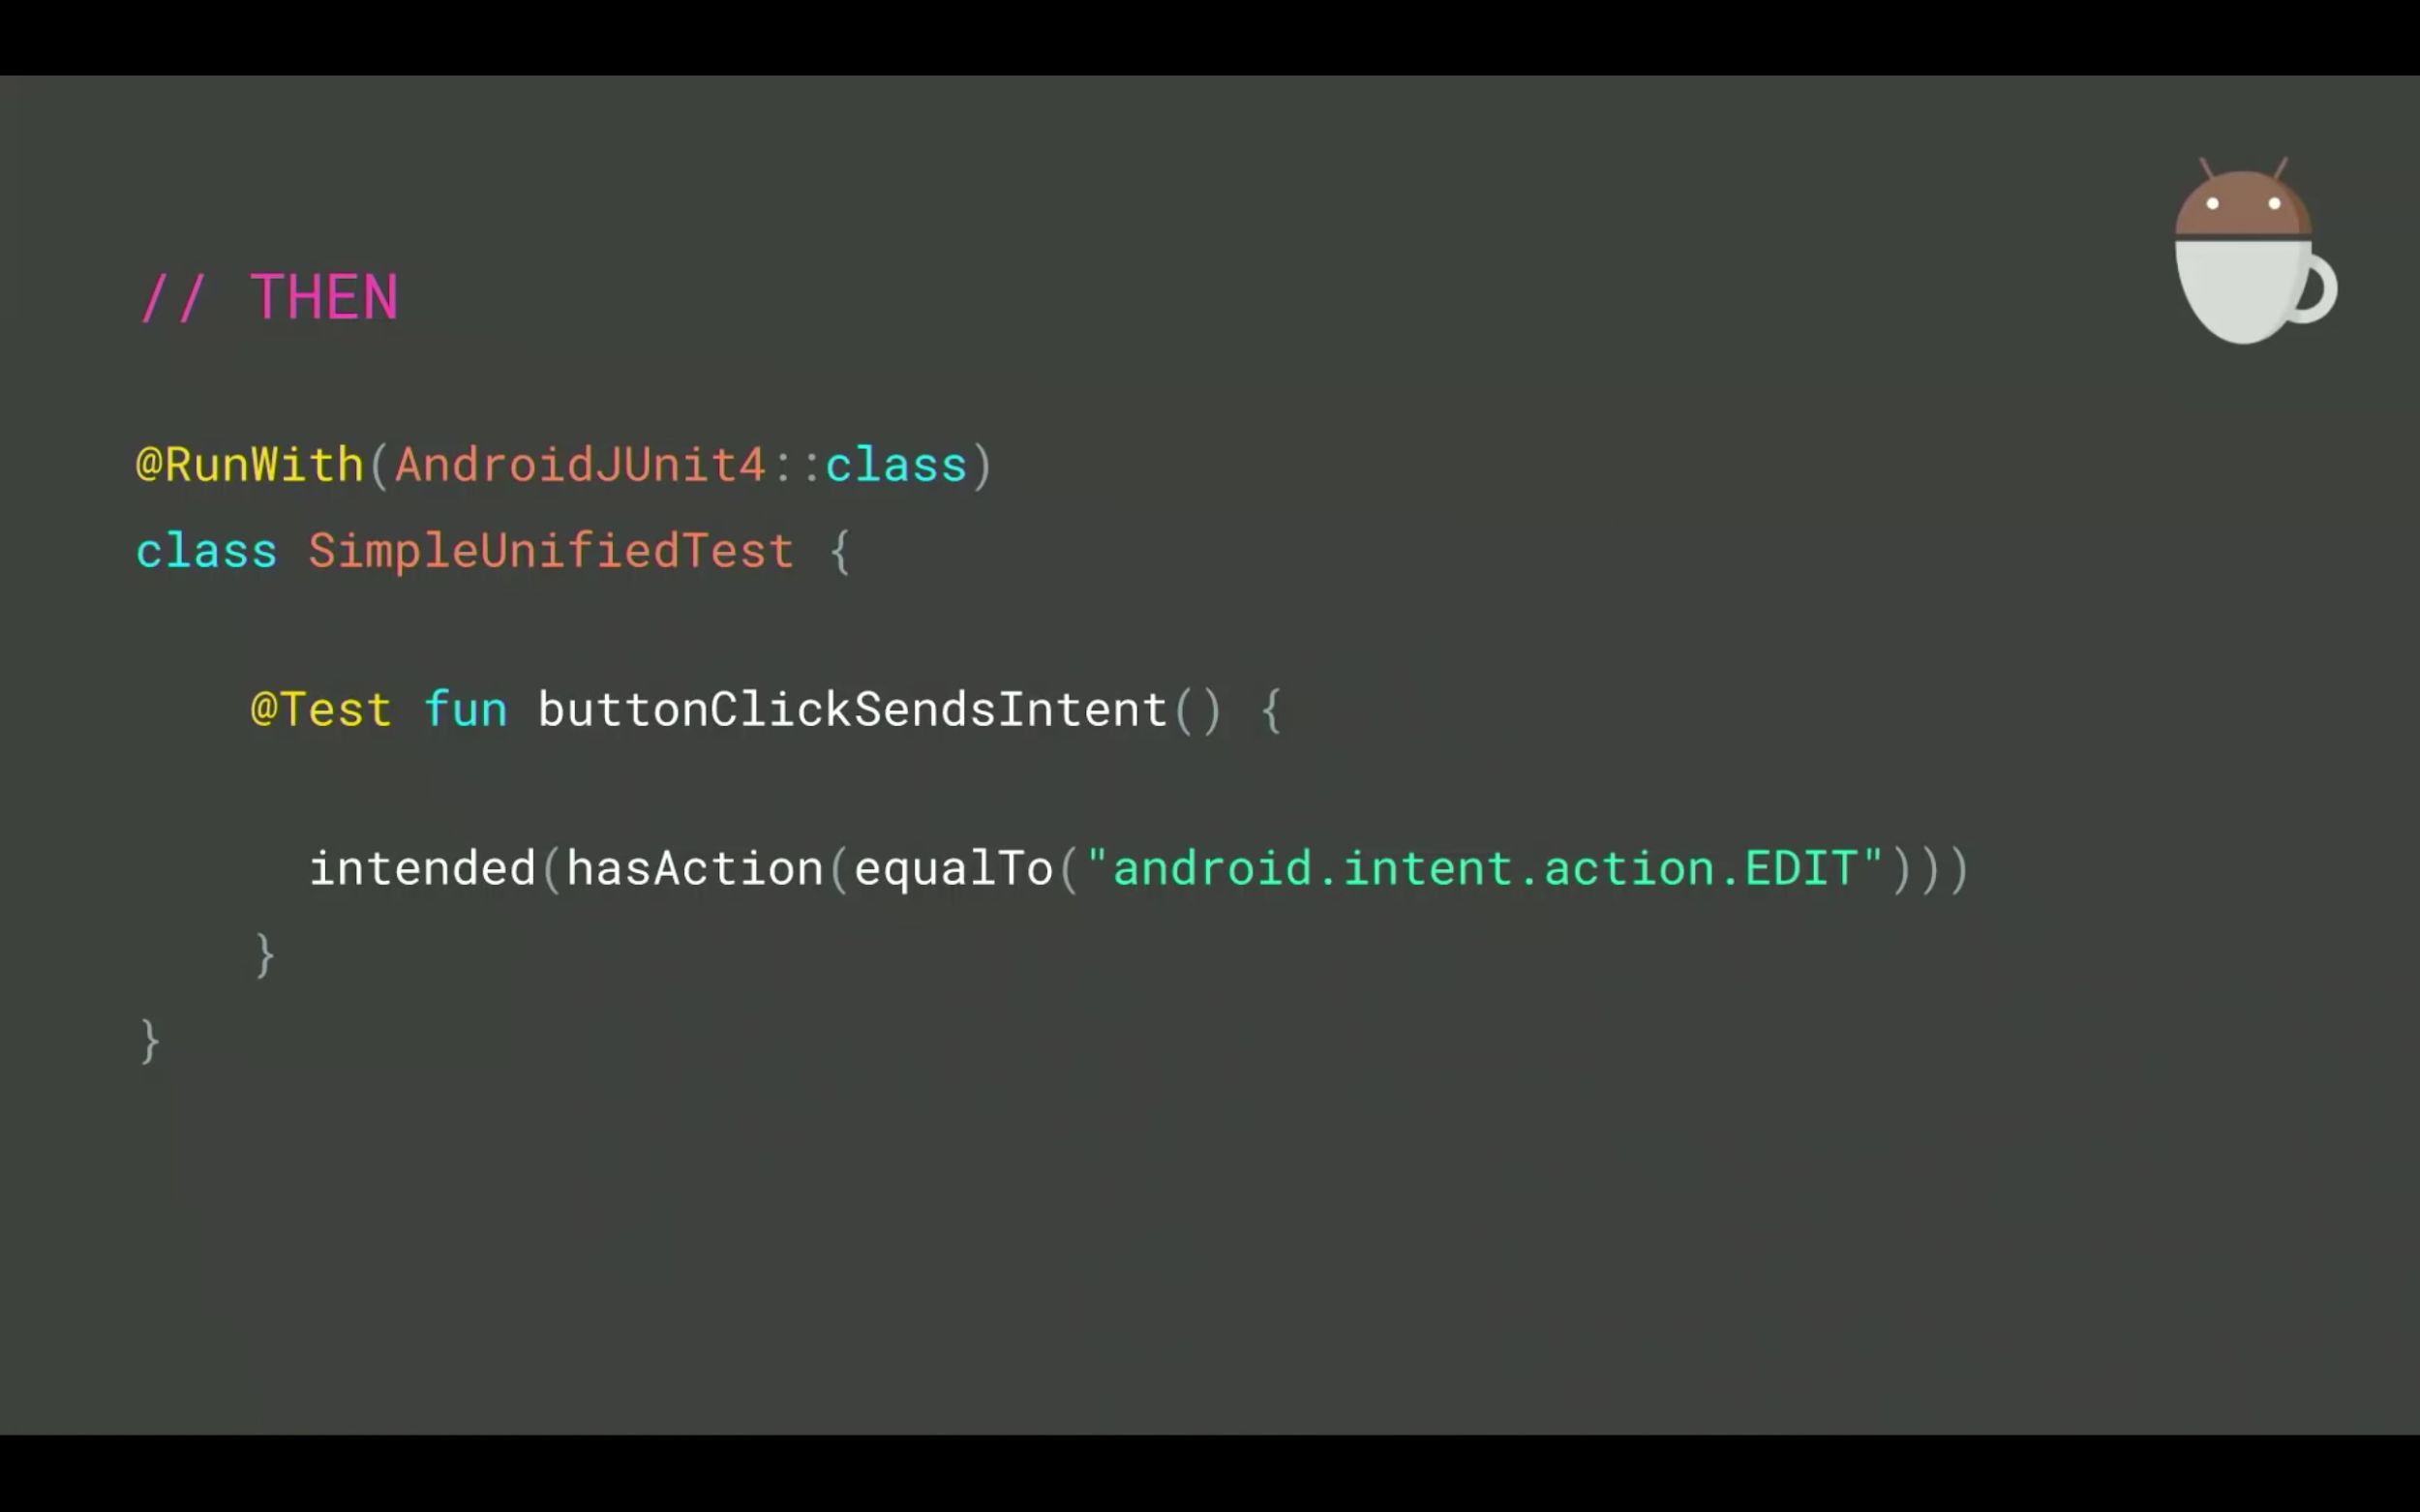 // THEN
@RunWith(AndroidJUnit4::class)
class SimpleUnifiedTest {
@Test fun buttonClickSendsIntent() {
intended(hasAction(equalTo("android.intent.action.EDIT")))
}
}